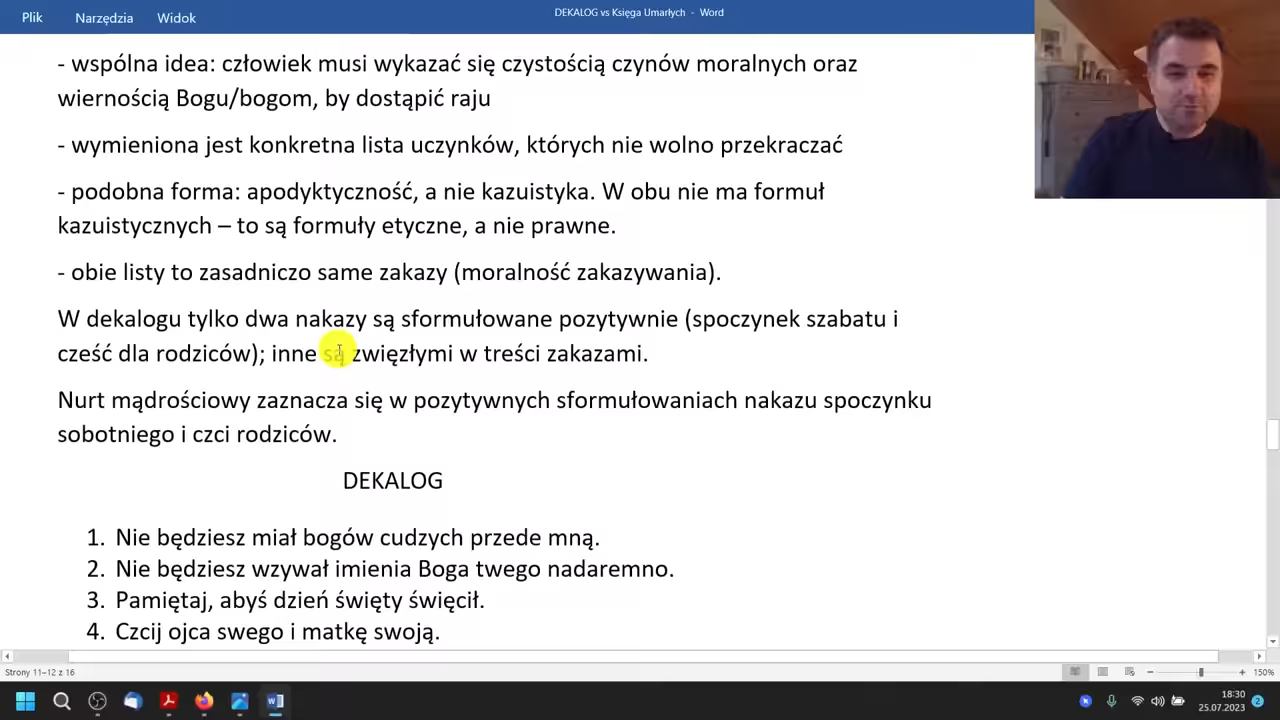 Plik Narzędzia Widok DEKALOG vs Księga Umarłych - Word
- wspólna idea: człowiek musi wykazać się czystością czynów moralnych oraz
wiernością Bogu/bogom, by dostąpić raju
- wymieniona jest konkretna lista uczynków, których nie wolno przekraczać
- podobna forma: apodyktyczność, a nie kazuistyka. W obu nie ma formuł
kazuistycznych – to są formuły etyczne, a nie prawne.
- obie listy to zasadniczo same zakazy (moralność zakazywania).
W dekalogu tylko dwa nakazy są sformułowane pozytywnie (spoczynek szabatu i
cześć dla rodziców); inne są zwięzłymi w treści zakazami.
Nurt mądrościowy zaznacza się w pozytywnych sformułowaniach nakazu spoczynku
sobotniego i czci rodziców.
DEKALOG
1. Nie będziesz miał bogów cudzych przede mną.
2. Nie będziesz wzywał imienia Boga twego nadaremno.
3. Pamiętaj, abyś dzień święty święcił.
4. Czcij ojca swego i matkę swoją.
Strony 11–12 z 16 150%
18:30
25.07.2023 2